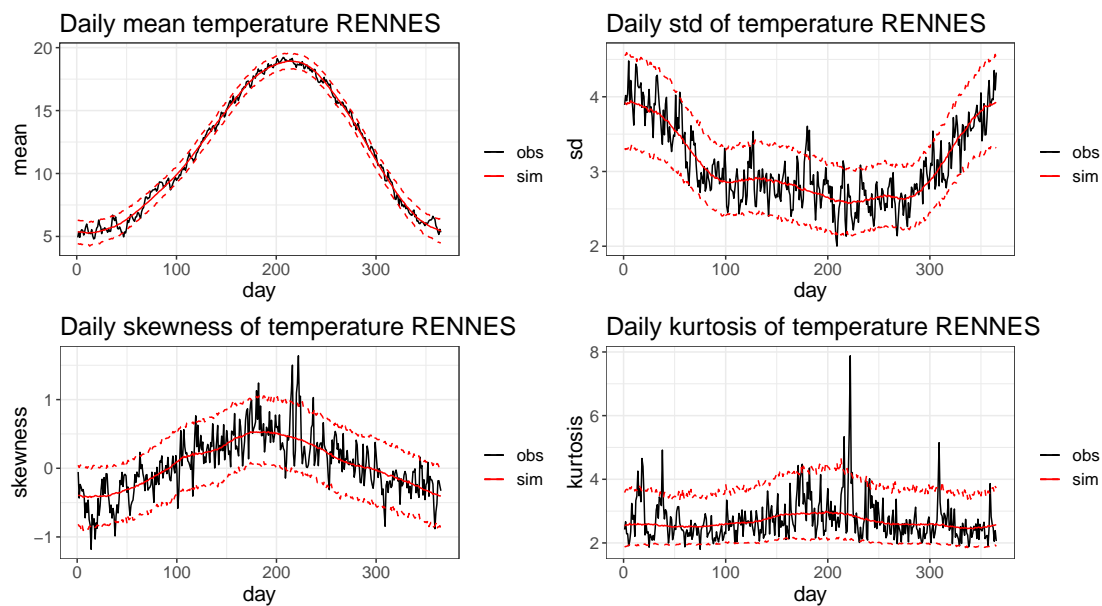 Daily mean temperature RENNES
20
15
10
5
mean
0
100
200
300
day
obs
sim
Daily std of temperature RENNES
4
3
2
sd
0
100
200
300
day
obs
sim
Daily skewness of temperature RENNES
1
0
−1
skewness
0
100
200
300
day
obs
sim
Daily kurtosis of temperature RENNES
8
6
4
2
kurtosis
0
100
200
300
day
obs
sim